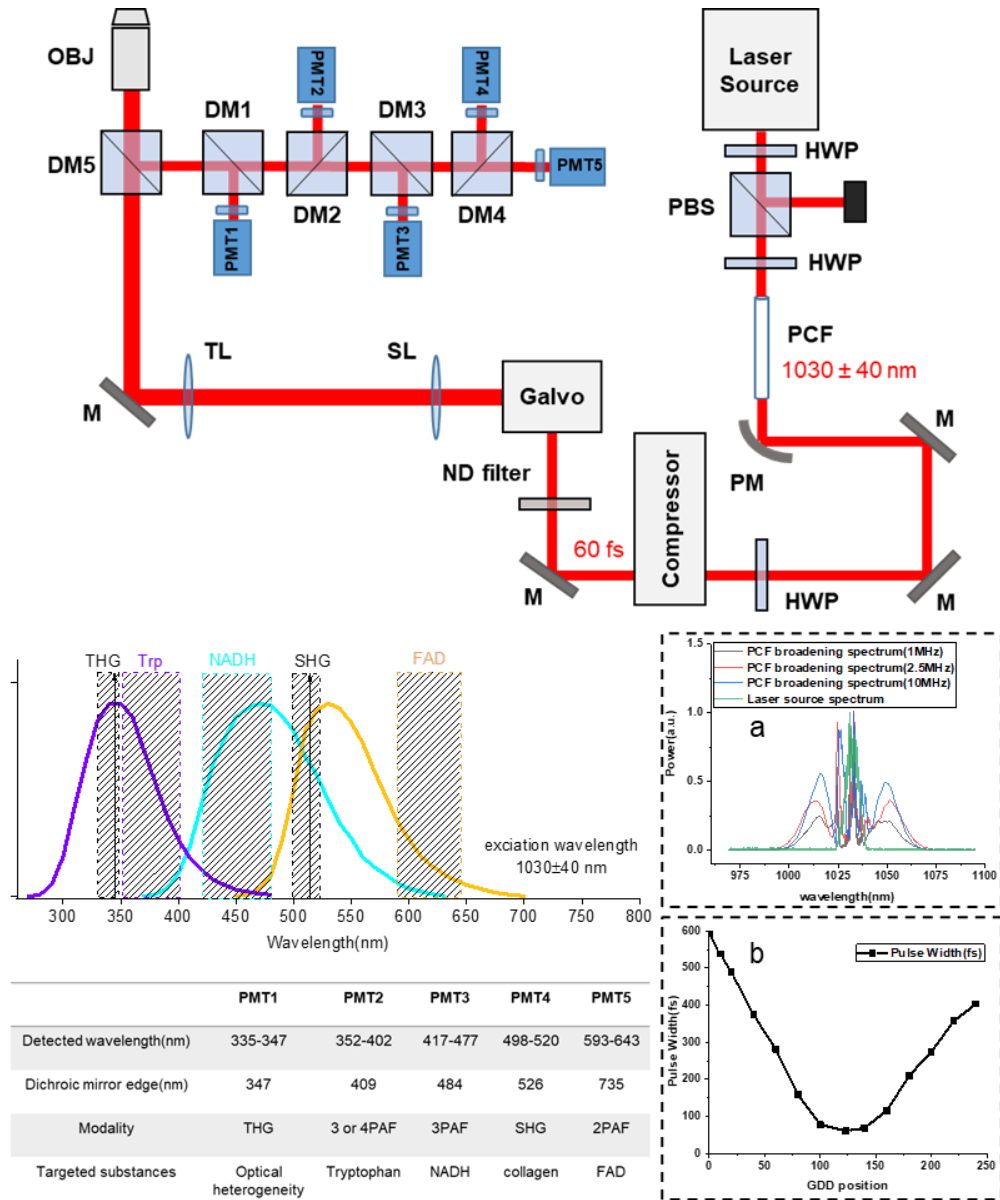 OBJ
DM5
DM1
DM2
DM3
DM4
PMT1
PMT2
PMT3
PMT4
PMT5
Laser
Source
HWP
PBS
HWP
PCF
1030 ± 40 nm
PM
M
M
HWP
Compressor
60 fs
M
ND filter
Galvo
SL
TL
M
THG
Trp
NADH
SHG
FAD
exciation wavelength
1030±40 nm
300 350 400 450 500 550 600 650 700 750 800
Wavelength(nm)
PCF broadening spectrum(1MHz)
PCF broadening spectrum(2.5MHz)
PCF broadening spectrum(10MHz)
Laser source spectrum
a
Power(a.u.)
1.5
1.0
0.5
0.0
975 1000 1025 1050 1075 1100
wavelength(nm)
b
Pulse Width(fs)
Pulse Width(fs)
600
500
400
300
200
100
0
0 50 100 150 200 250
GDD position
PMT1 PMT2 PMT3 PMT4 PMT5
Detected wavelength(nm) 335-347 352-402 417-477 498-520 593-643
Dichroic mirror edge(nm) 347 409 484 526 735
Modality THG 3 or 4PAF 3PAF SHG 2PAF
Targeted substances Optical heterogeneity Tryptophan NADH collagen FAD